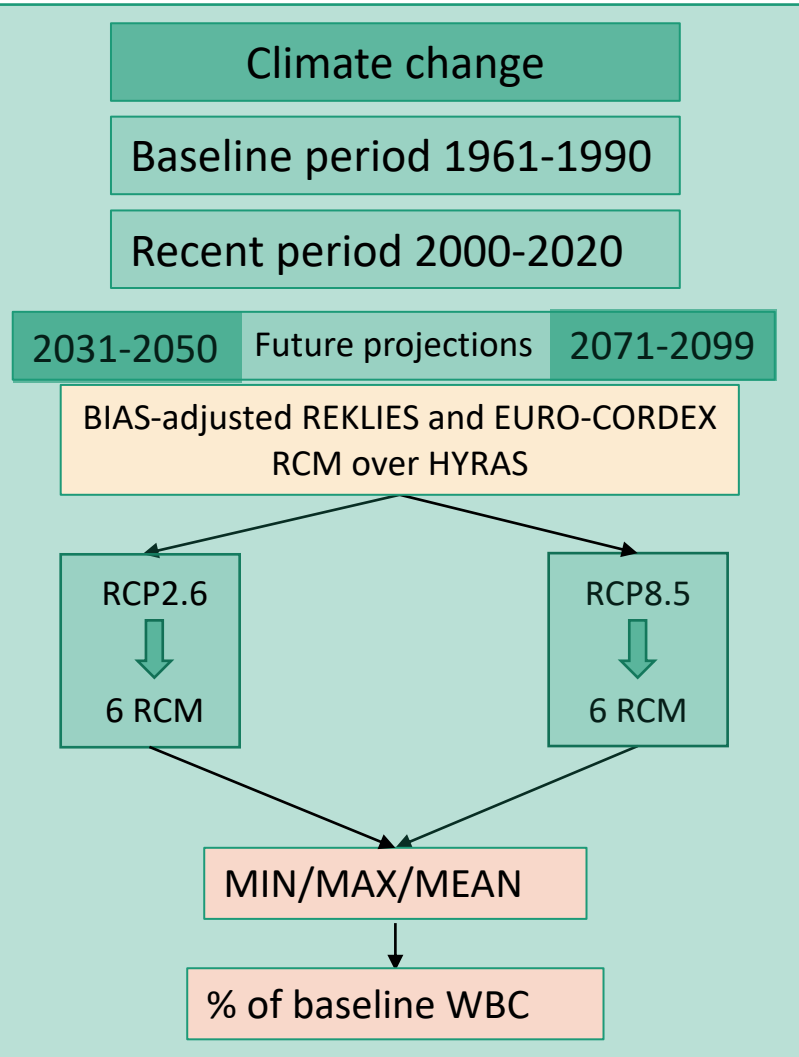 Climate change
Baseline period 1961-1990
Recent period 2000-2020
2031-2050 Future projections 2071-2099
BIAS-adjusted REKLIES and EURO-CORDEX
RCM over HYRAS
RCP2.6
6 RCM
RCP8.5
6 RCM
MIN/MAX/MEAN
% of baseline WBC